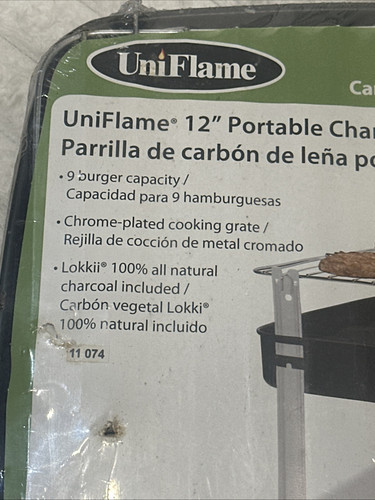 UniFlame
Ca
UniFlame® 12” Portable Cha
Parrilla de carbón de leña po
• 9 burger capacity /
Capacidad para 9 hamburguesas
• Chrome-plated cooking grate /
Rejilla de cocción de metal cromado
• Lokkii® 100% all natural
charcoal included /
Carbón vegetal Lokki®
100% natural incluido
11 074